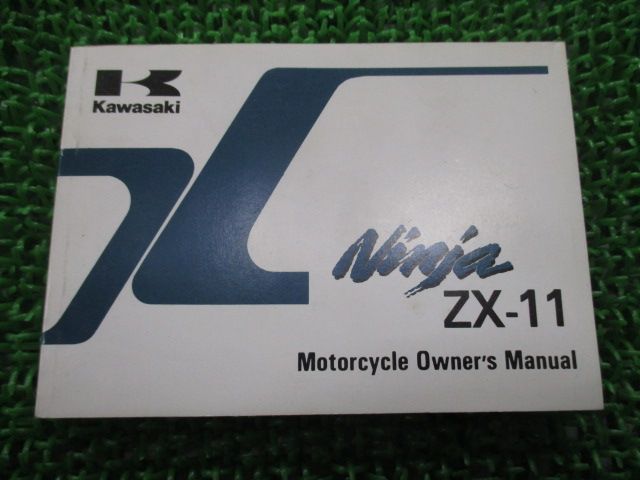 Kawasaki
Ninja
ZX-11
Motorcycle Owner's Manual